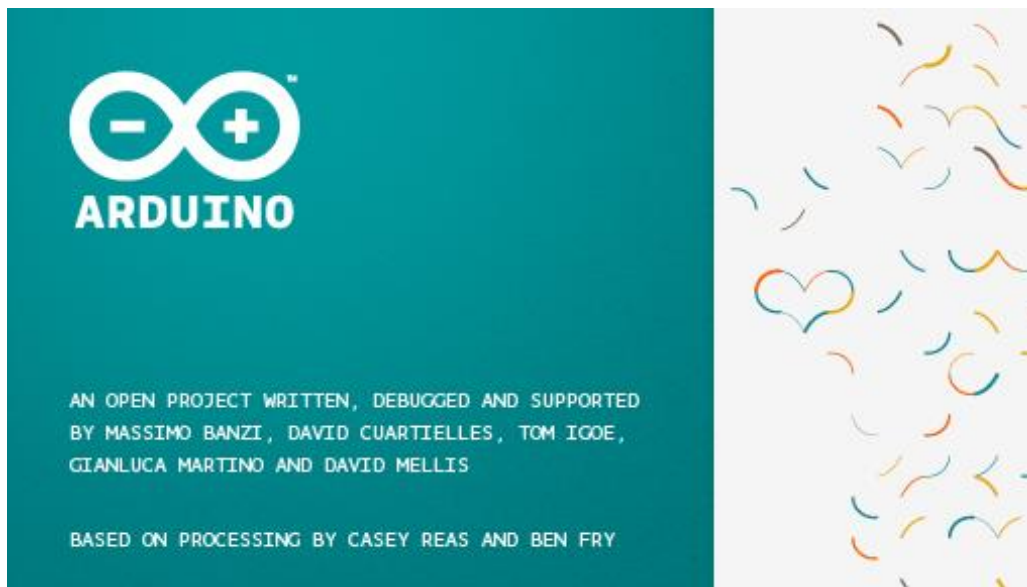 ARDUINO
AN OPEN PROJECT WRITTEN, DEBUGGED AND SUPPORTED
BY MASSIMO BANZI, DAVID CUARTIELLES, TOM IGOE,
GIANLUCA MARTINO AND DAVID MELLIS
BASED ON PROCESSING BY CASEY REAS AND BEN FRY